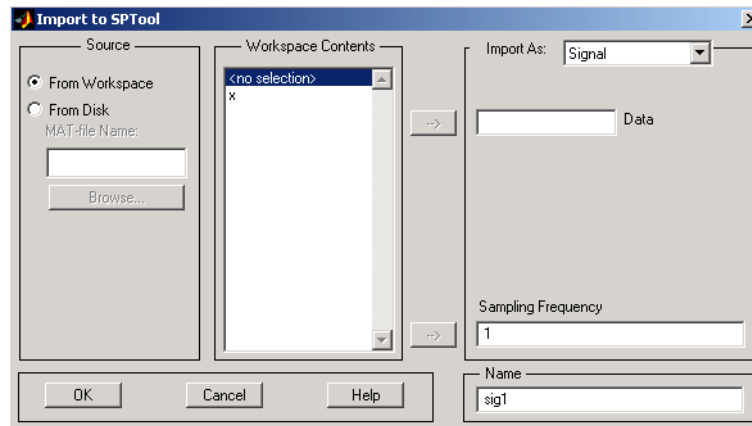 Import to SPTool
Source
From Workspace
From Disk
MAT-file Name:
Browse...
Workspace Contents
<no selection>
x
-->
-->
Import As:
Signal
Data
Sampling Frequency
1
OK
Cancel
Help
Name
sig1